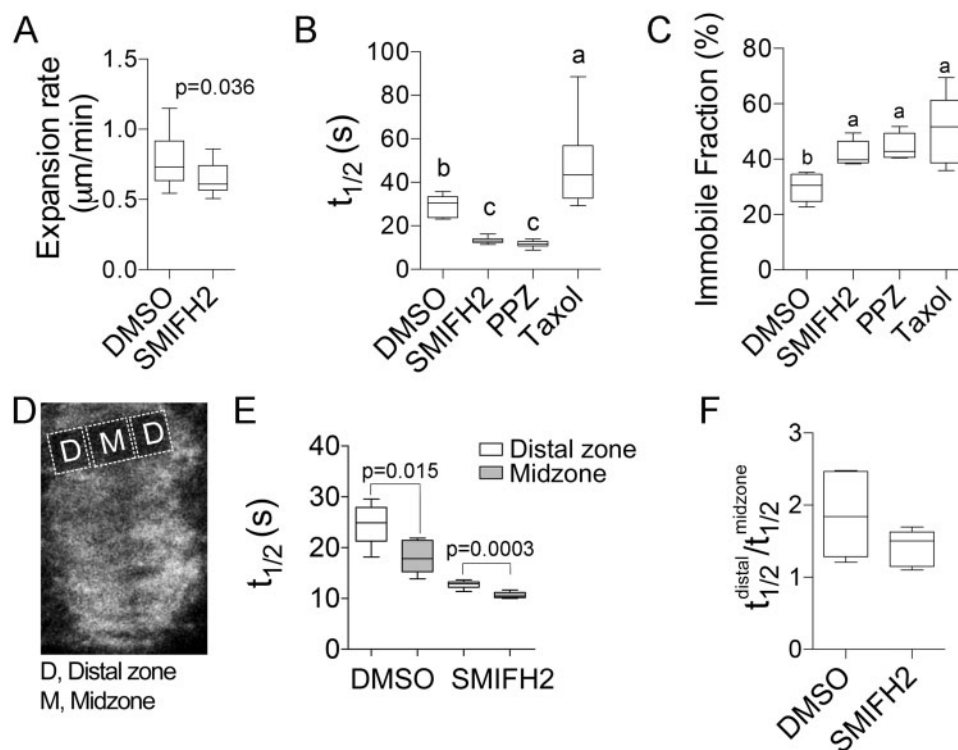 A
Expansion rate
(μm/min)
1.5
1.0
0.5
0.0
p=0.036
DMSO
SMIFH2
B
t1/2 (s)
100
80
60
40
20
0
b
c
c
a
DMSO
SMIFH2
PPZ
Taxol
C
Immobile Fraction (%)
80
60
40
20
0
b
a
a
a
DMSO
SMIFH2
PPZ
Taxol
D
D M D
D, Distal zone
M, Midzone
E
t1/2 (s)
40
30
20
10
0
Distal zone
Midzone
p=0.015
p=0.0003
DMSO
SMIFH2
F
t1/2distal/t1/2midzone
3
2
1
0
DMSO
SMIFH2